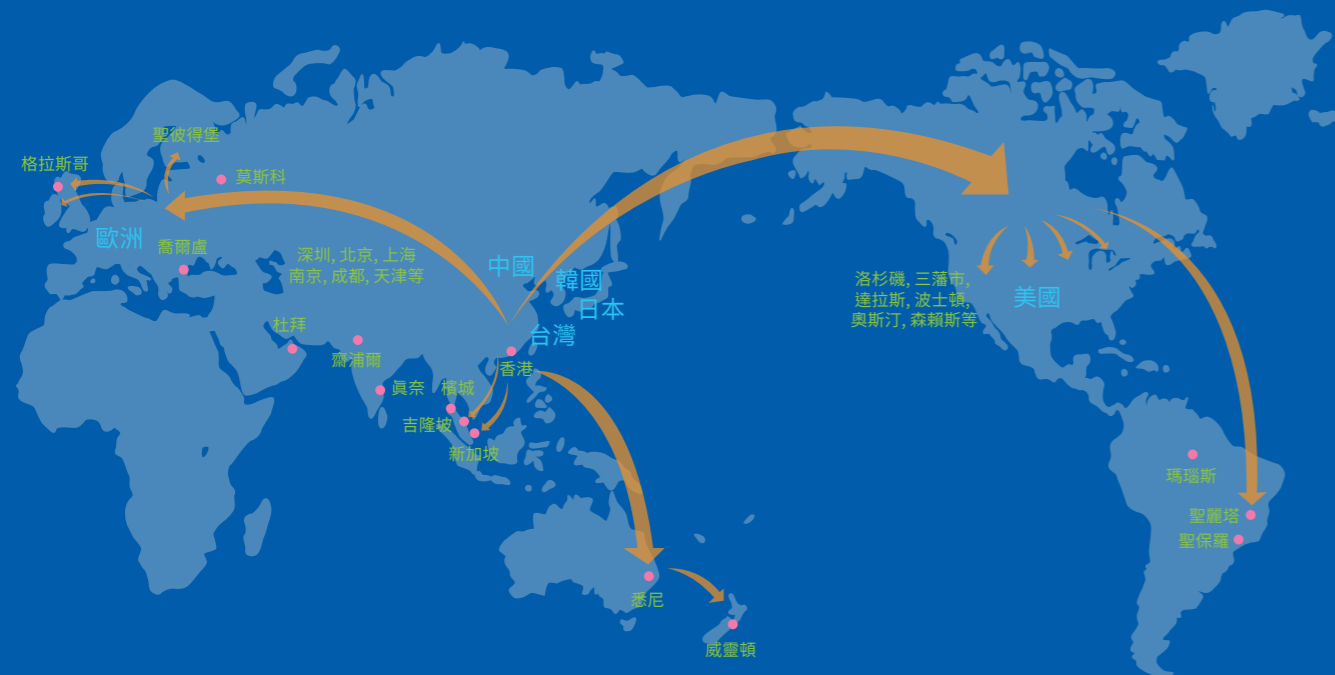 聖彼得堡
格拉斯哥
莫斯科
歐洲
喬爾盧
深圳, 北京, 上海
南京, 成都, 天津等
中國
韓國
日本
台灣
香港
杜拜
齋浦爾
眞奈
檳城
吉隆坡
新加坡
悉尼
威靈頓
洛杉磯, 三藩市,
達拉斯, 波士頓,
奧斯汀, 森賴斯等
美國
瑪瑙斯
聖麗塔
聖保羅